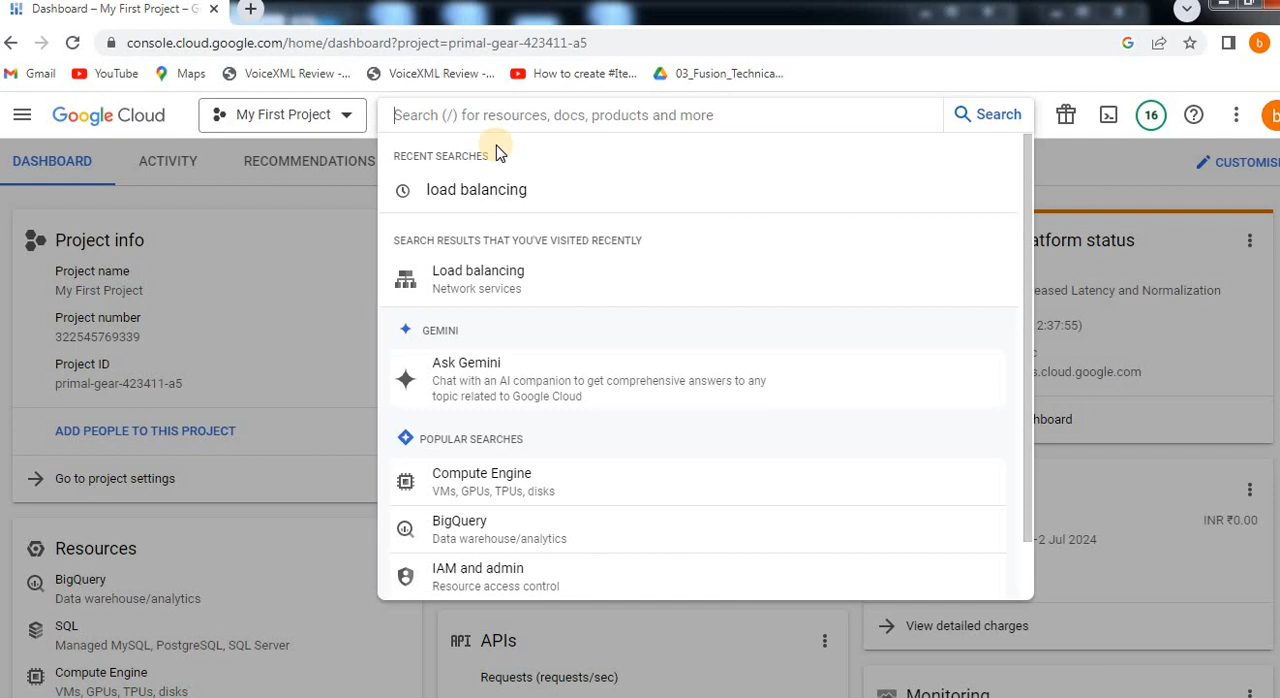 Dashboard – My First Project – G
console.cloud.google.com/home/dashboard?project=primal-gear-423411-a5
b
Gmail
YouTube
Maps
VoiceXML Review -...
VoiceXML Review -...
How to create #Ite...
03_Fusion_Technica...
Google Cloud
My First Project
Search (/) for resources, docs, products and more
Search
16
b
DASHBOARD
ACTIVITY
RECOMMENDATIONS
CUSTOMIS
RECENT SEARCHES
load balancing
SEARCH RESULTS THAT YOU'VE VISITED RECENTLY
Load balancing
Network services
GEMINI
Ask Gemini
Chat with an AI companion to get comprehensive answers to any
topic related to Google Cloud
POPULAR SEARCHES
Compute Engine
VMs, GPUs, TPUs, disks
BigQuery
Data warehouse/analytics
IAM and admin
Resource access control
Project info
Project name
My First Project
Project number
322545769339
Project ID
primal-gear-423411-a5
ADD PEOPLE TO THIS PROJECT
Go to project settings
Resources
BigQuery
Data warehouse/analytics
SQL
Managed MySQL, PostgreSQL, SQL Server
Compute Engine
VMs, GPUs, TPUs, disks
API APIs
Requests (requests/sec)
atform status
eased Latency and Normalization
2:37:55)
s.cloud.google.com
hboard
INR ₹0.00
–2 Jul 2024
View detailed charges
Monitoring